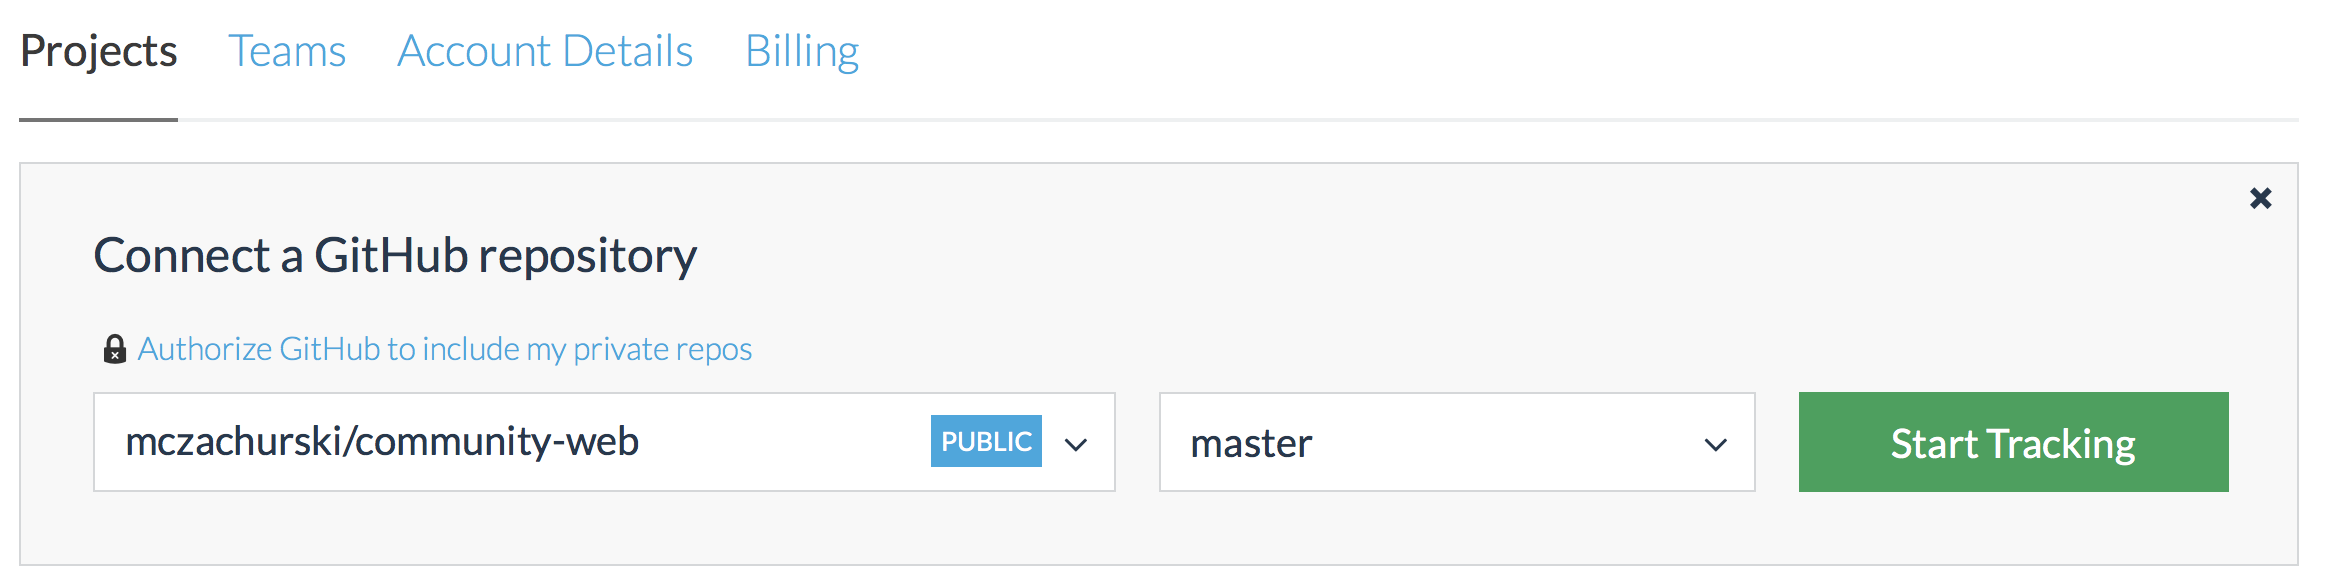 Projects Teams Account Details Billing
Connect a GitHub repository
Authorize GitHub to include my private repos
mczachurski/community-web PUBLIC master Start Tracking